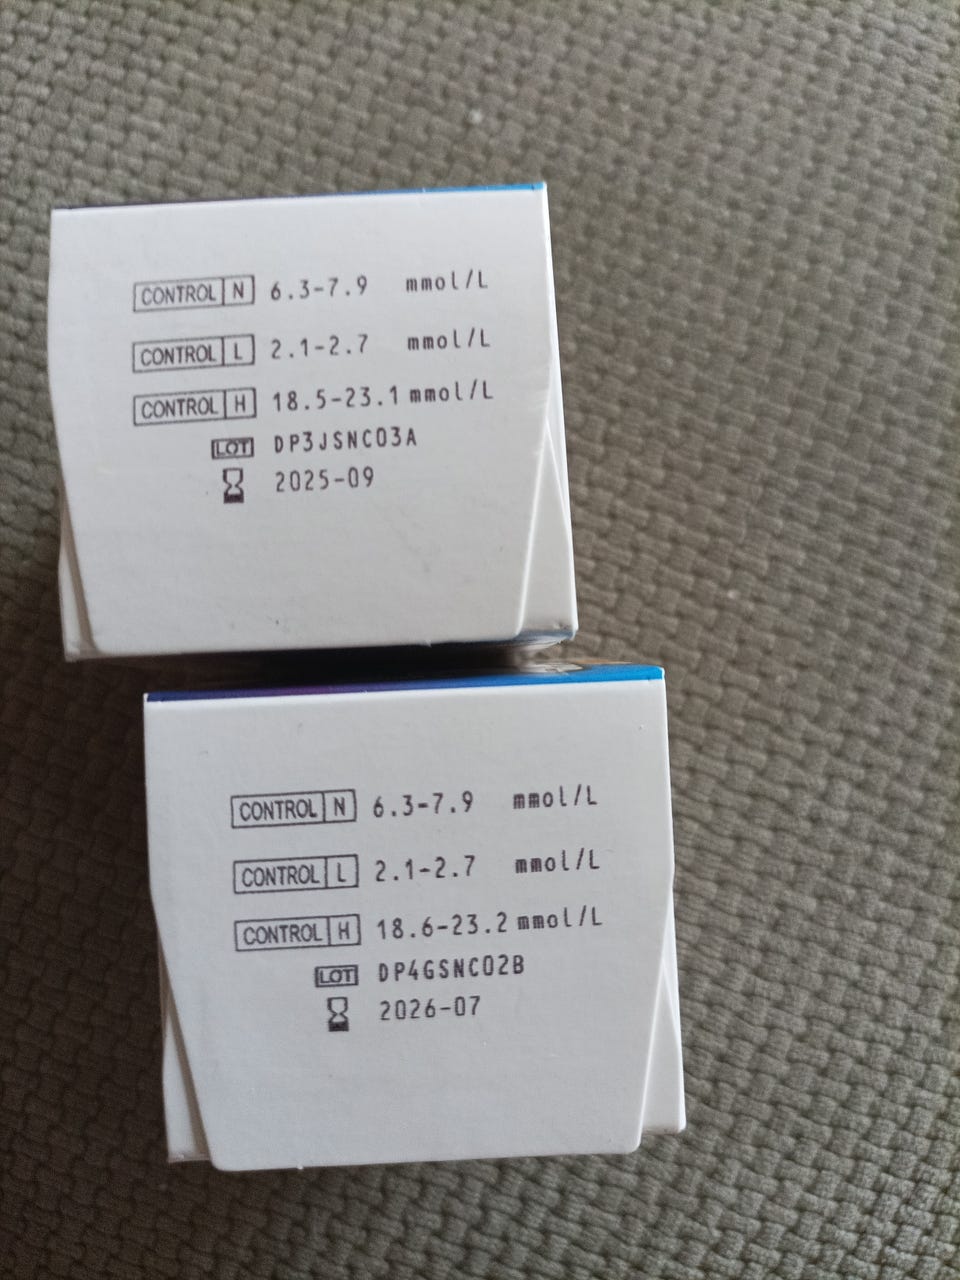 CONTROL N 6.3-7.9 mmol/L
CONTROL L 2.1-2.7 mmol/L
CONTROL H 18.5-23.1 mmol/L
LOT DP3JSNC03A
2025-09
CONTROL N 6.3-7.9 mmol/L
CONTROL L 2.1-2.7 mmol/L
CONTROL H 18.6-23.2 mmol/L
LOT DP4GSNC02B
2026-07